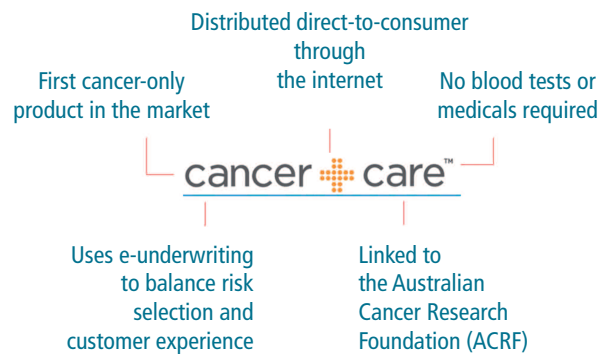 Distributed direct-to-consumer
through
the internet
First cancer-only
product in the market
No blood tests or
medicals required
cancer care™
Uses e-underwriting
to balance risk
selection and
customer experience
Linked to
the Australian
Cancer Research
Foundation (ACRF)